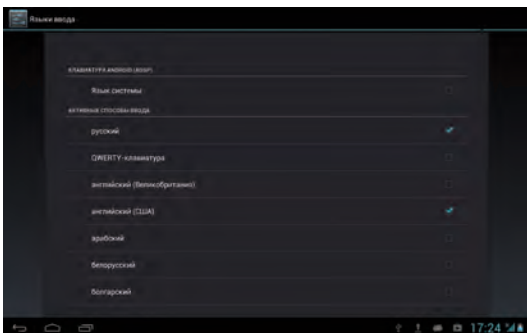 Языки ввода
КЛАВИАТУРА ANDROID (AOSP)
Язык системы
АКТИВНЫЕ СПОСОБЫ ВВОДА
русский
QWERTY-клавиатура
английский (Великобритания)
английский (США)
арабский
белорусский
болгарский
17:24